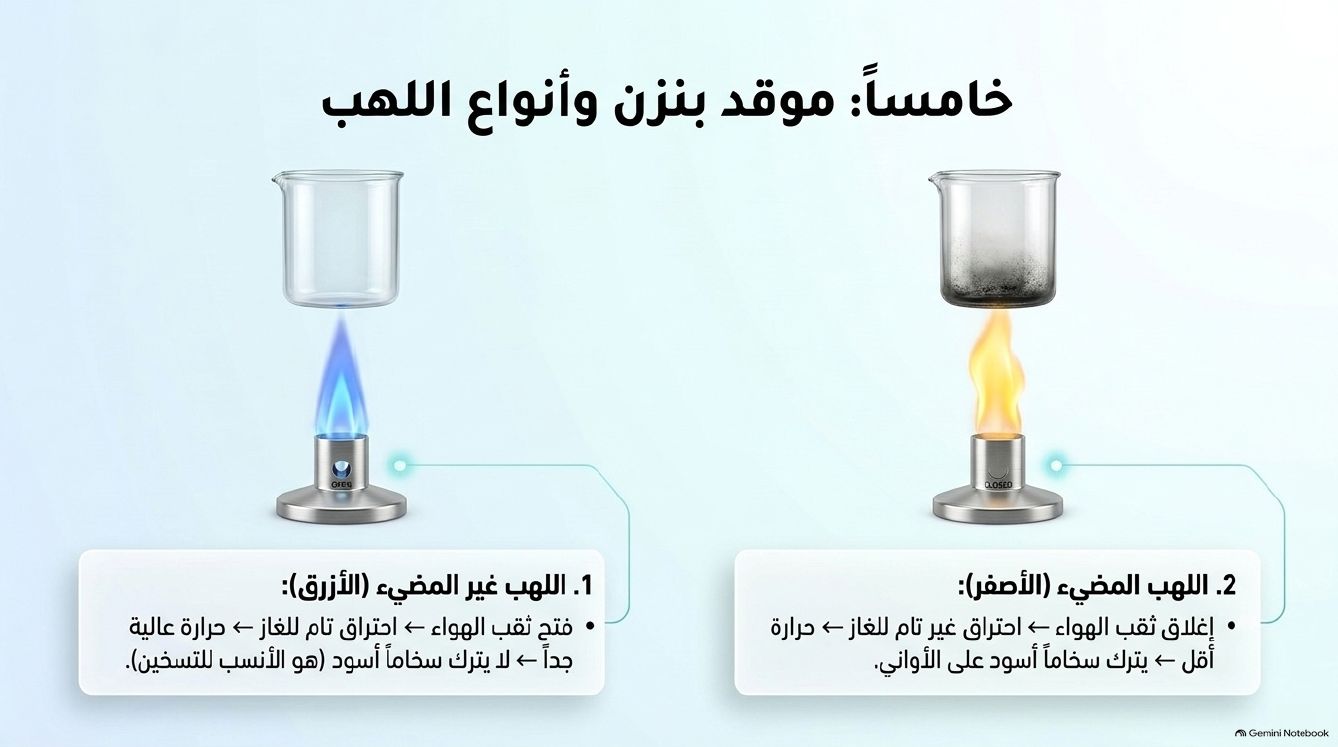 خامساً: موقد بنزن وأنواع اللهب
CLOSED
2. اللهب المضيء (الأصفر):
• إغلاق ثقب الهواء ← احتراق غير تام للغاز ← حرارة
أقل ← يترك سخاماً أسود على الأواني.
1. اللهب غير المضيء (الأزرق):
• فتح ثقب الهواء ← احتراق تام للغاز ← حرارة عالية
جداً ← لا يترك سخاماً أسود (هو الأنسب للتسخين).
Gemini Notebook